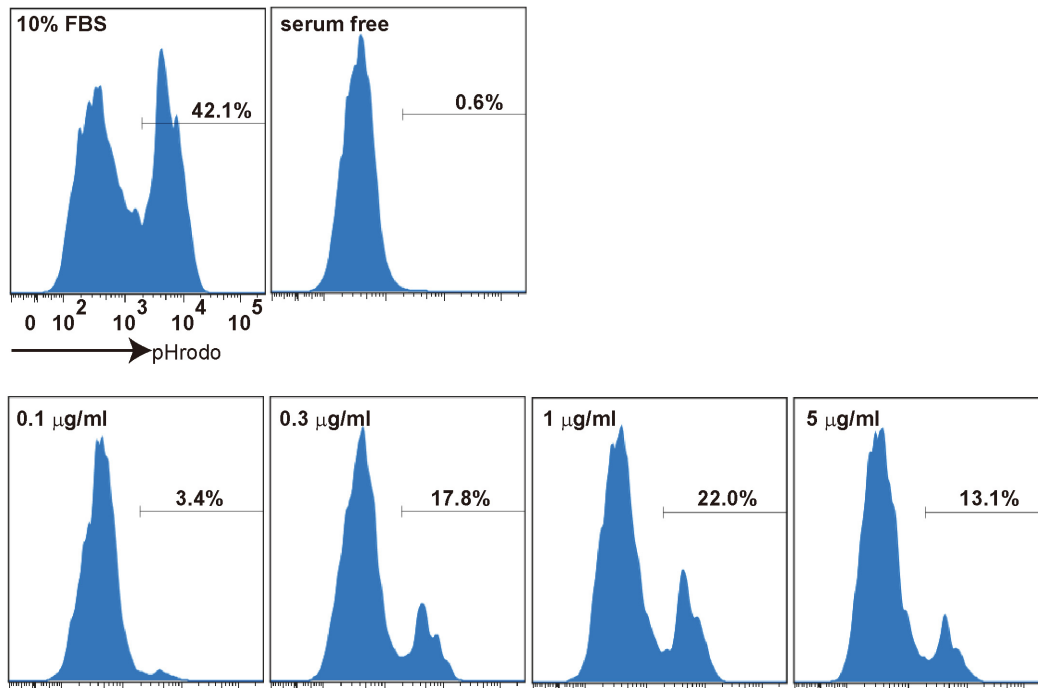 10% FBS
42.1%
serum free
0.6%
0 10² 10³ 10⁴ 10⁵
pHrodo
0.1 μg/ml
3.4%
0.3 μg/ml
17.8%
1 μg/ml
22.0%
5 μg/ml
13.1%